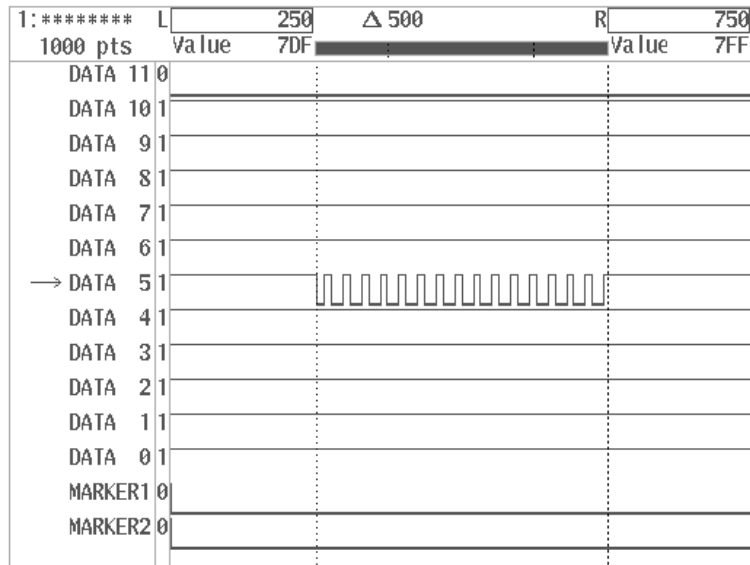 1:******** L 250 Δ 500 R 750
1000 pts Value 7DF Value 7FF
DATA 11 0
DATA 10 1
DATA 9 1
DATA 8 1
DATA 7 1
DATA 6 1
→ DATA 5 1
DATA 4 1
DATA 3 1
DATA 2 1
DATA 1 1
DATA 0 1
MARKER1 0
MARKER2 0